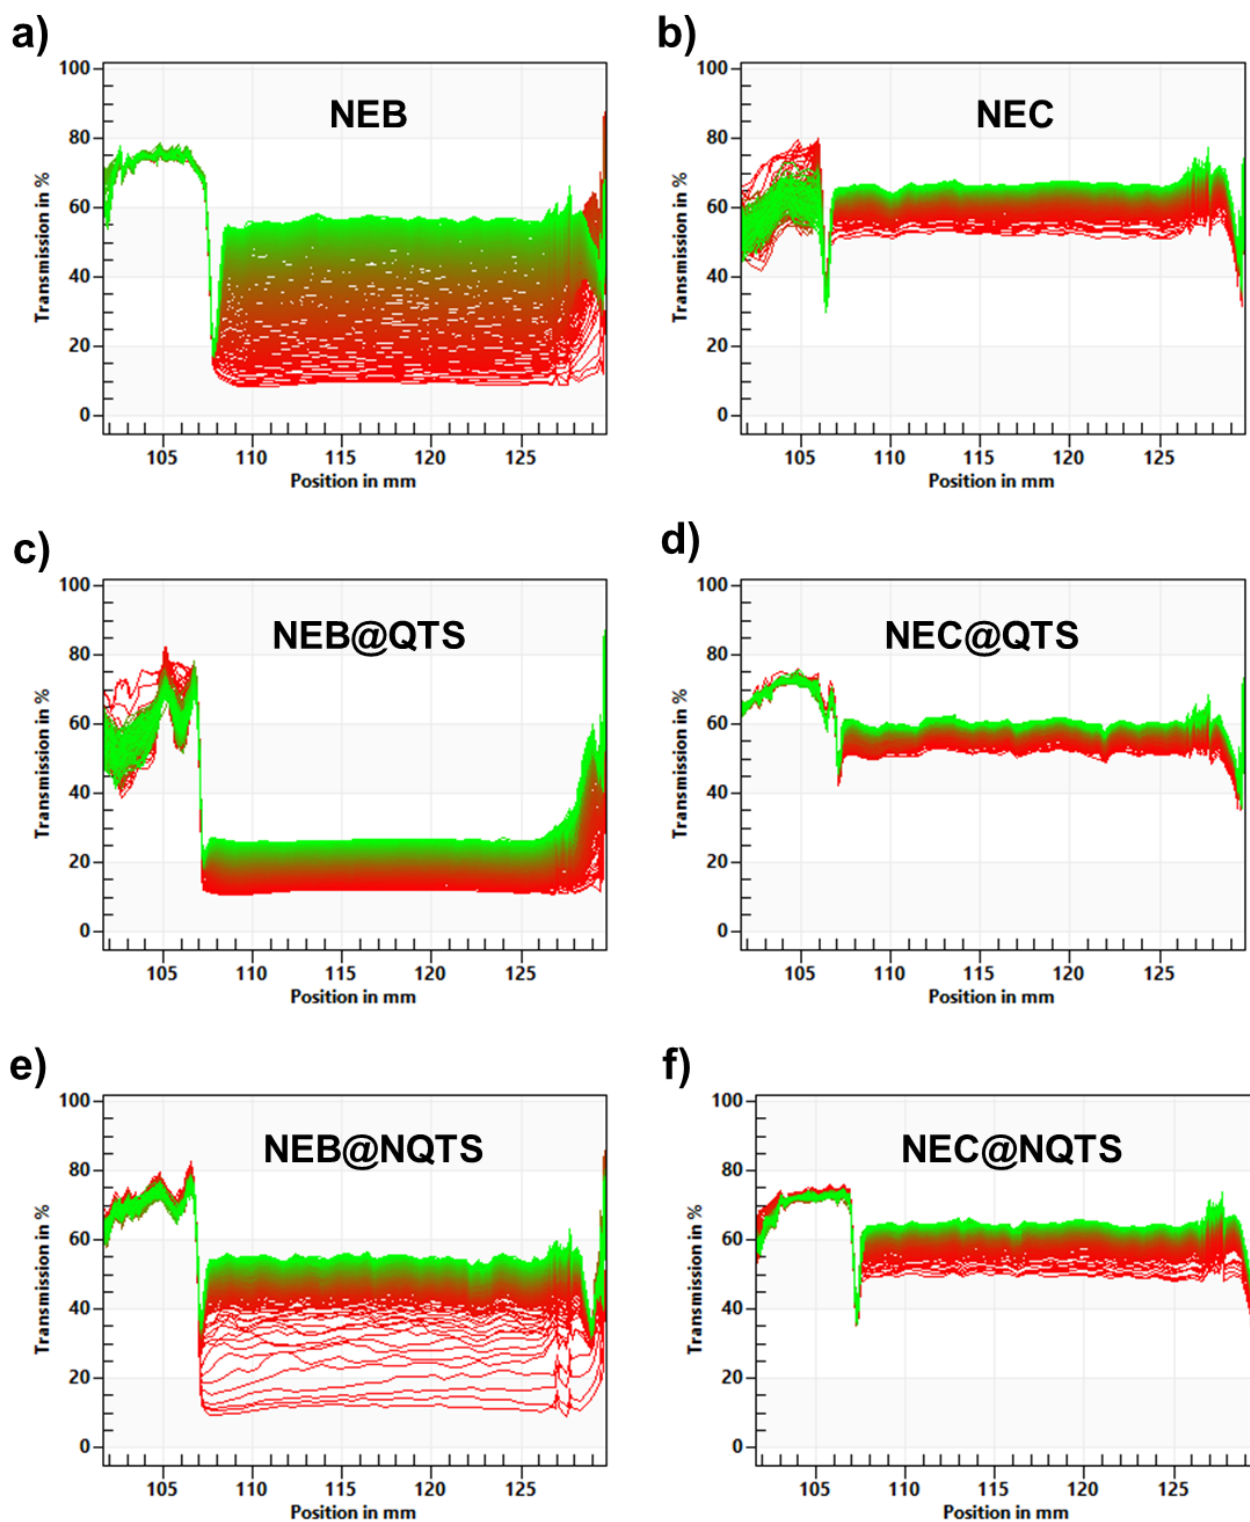 a)
b)
NEB
NEC
100
80
60
40
20
0
Transmission in %
105 110 115 120 125
Position in mm
100
80
60
40
20
0
Transmission in %
105 110 115 120 125
Position in mm
c)
d)
NEB@QTS
NEC@QTS
100
80
60
40
20
0
Transmission in %
105 110 115 120 125
Position in mm
100
80
60
40
20
0
Transmission in %
105 110 115 120 125
Position in mm
e)
f)
NEB@NQTS
NEC@NQTS
100
80
60
40
20
0
Transmission in %
105 110 115 120 125
Position in mm
100
80
60
40
20
0
Transmission in %
105 110 115 120 125
Position in mm